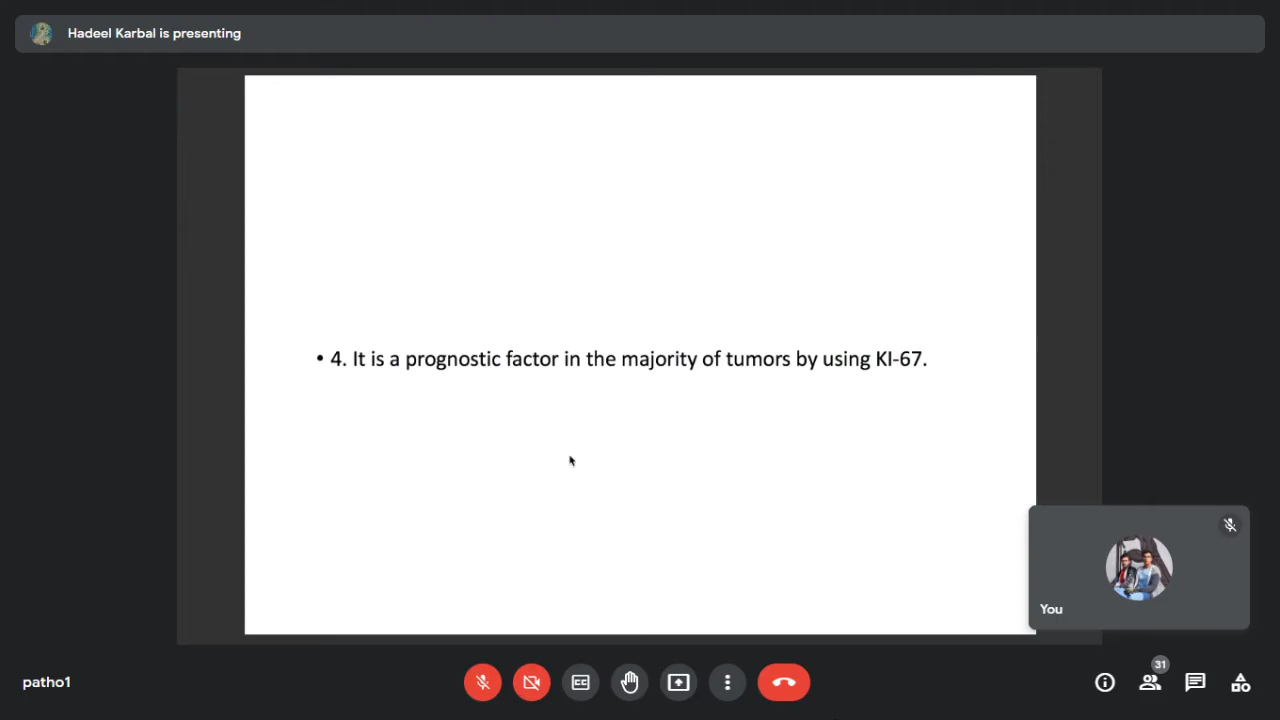 Hadeel Karbal is presenting
• 4. It is a prognostic factor in the majority of tumors by using KI-67.
You
patho1
CC
31